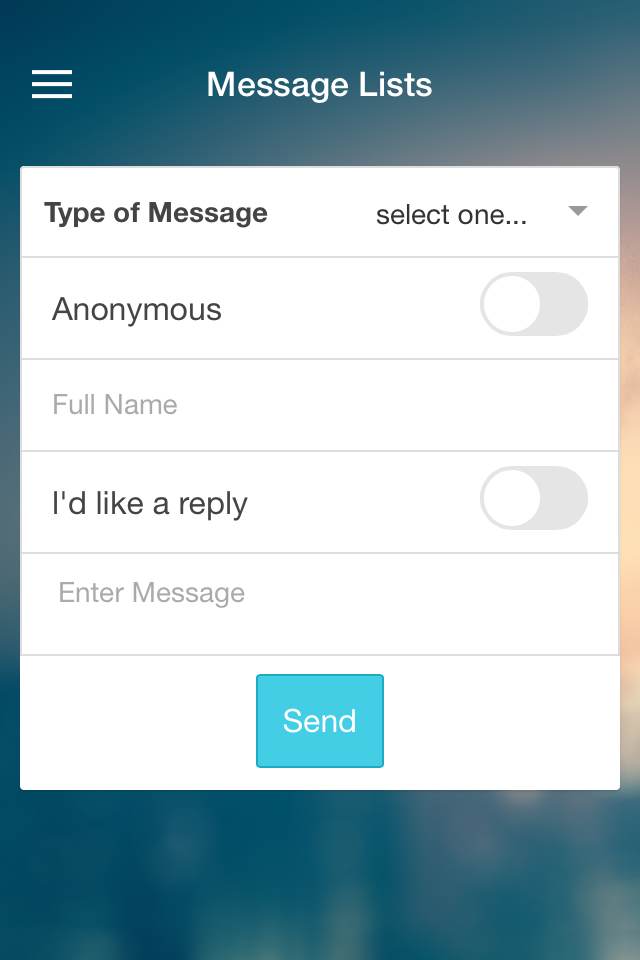 Message Lists
Type of Message select one...
Anonymous
Full Name
I'd like a reply
Enter Message
Send